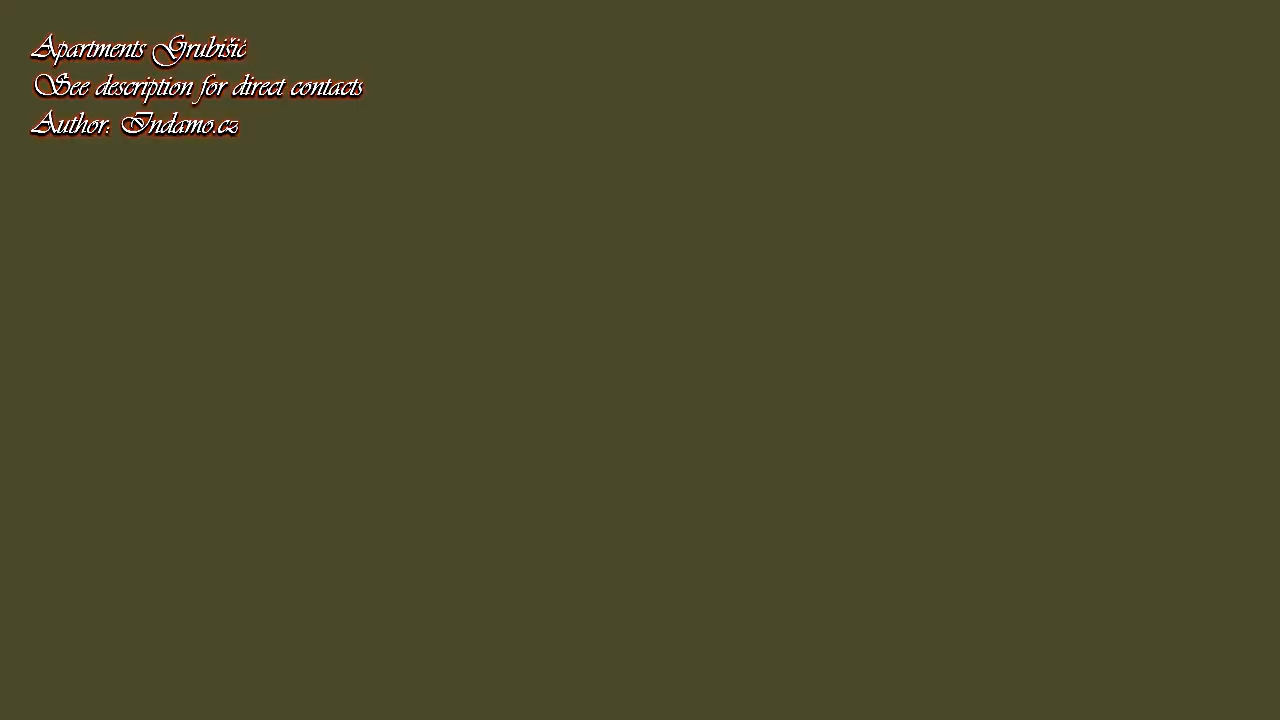 Apartments Grubišić
See description for direct contacts
Author: Indamo.cz